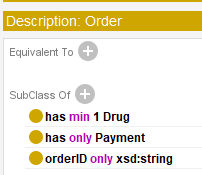 Description: Order
Equivalent To
SubClass Of
has min 1 Drug
has only Payment
orderID only xsd:string